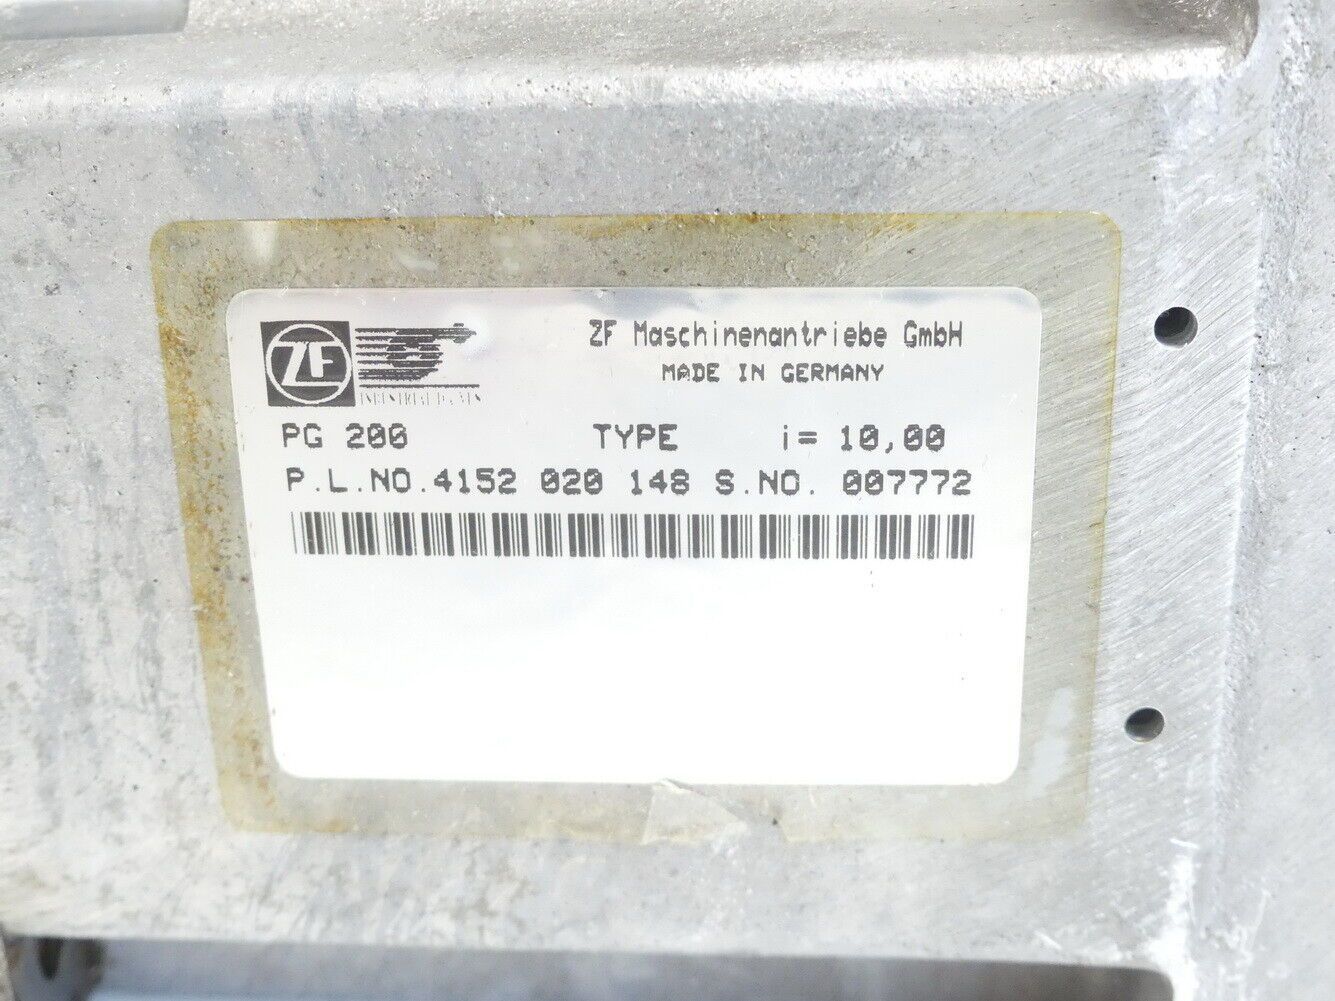 ZF
ZF Maschinenantriebe GmbH
MADE IN GERMANY
PG 200 TYPE i= 10,00
P.L.NO.4152 020 148 S.NO. 007772